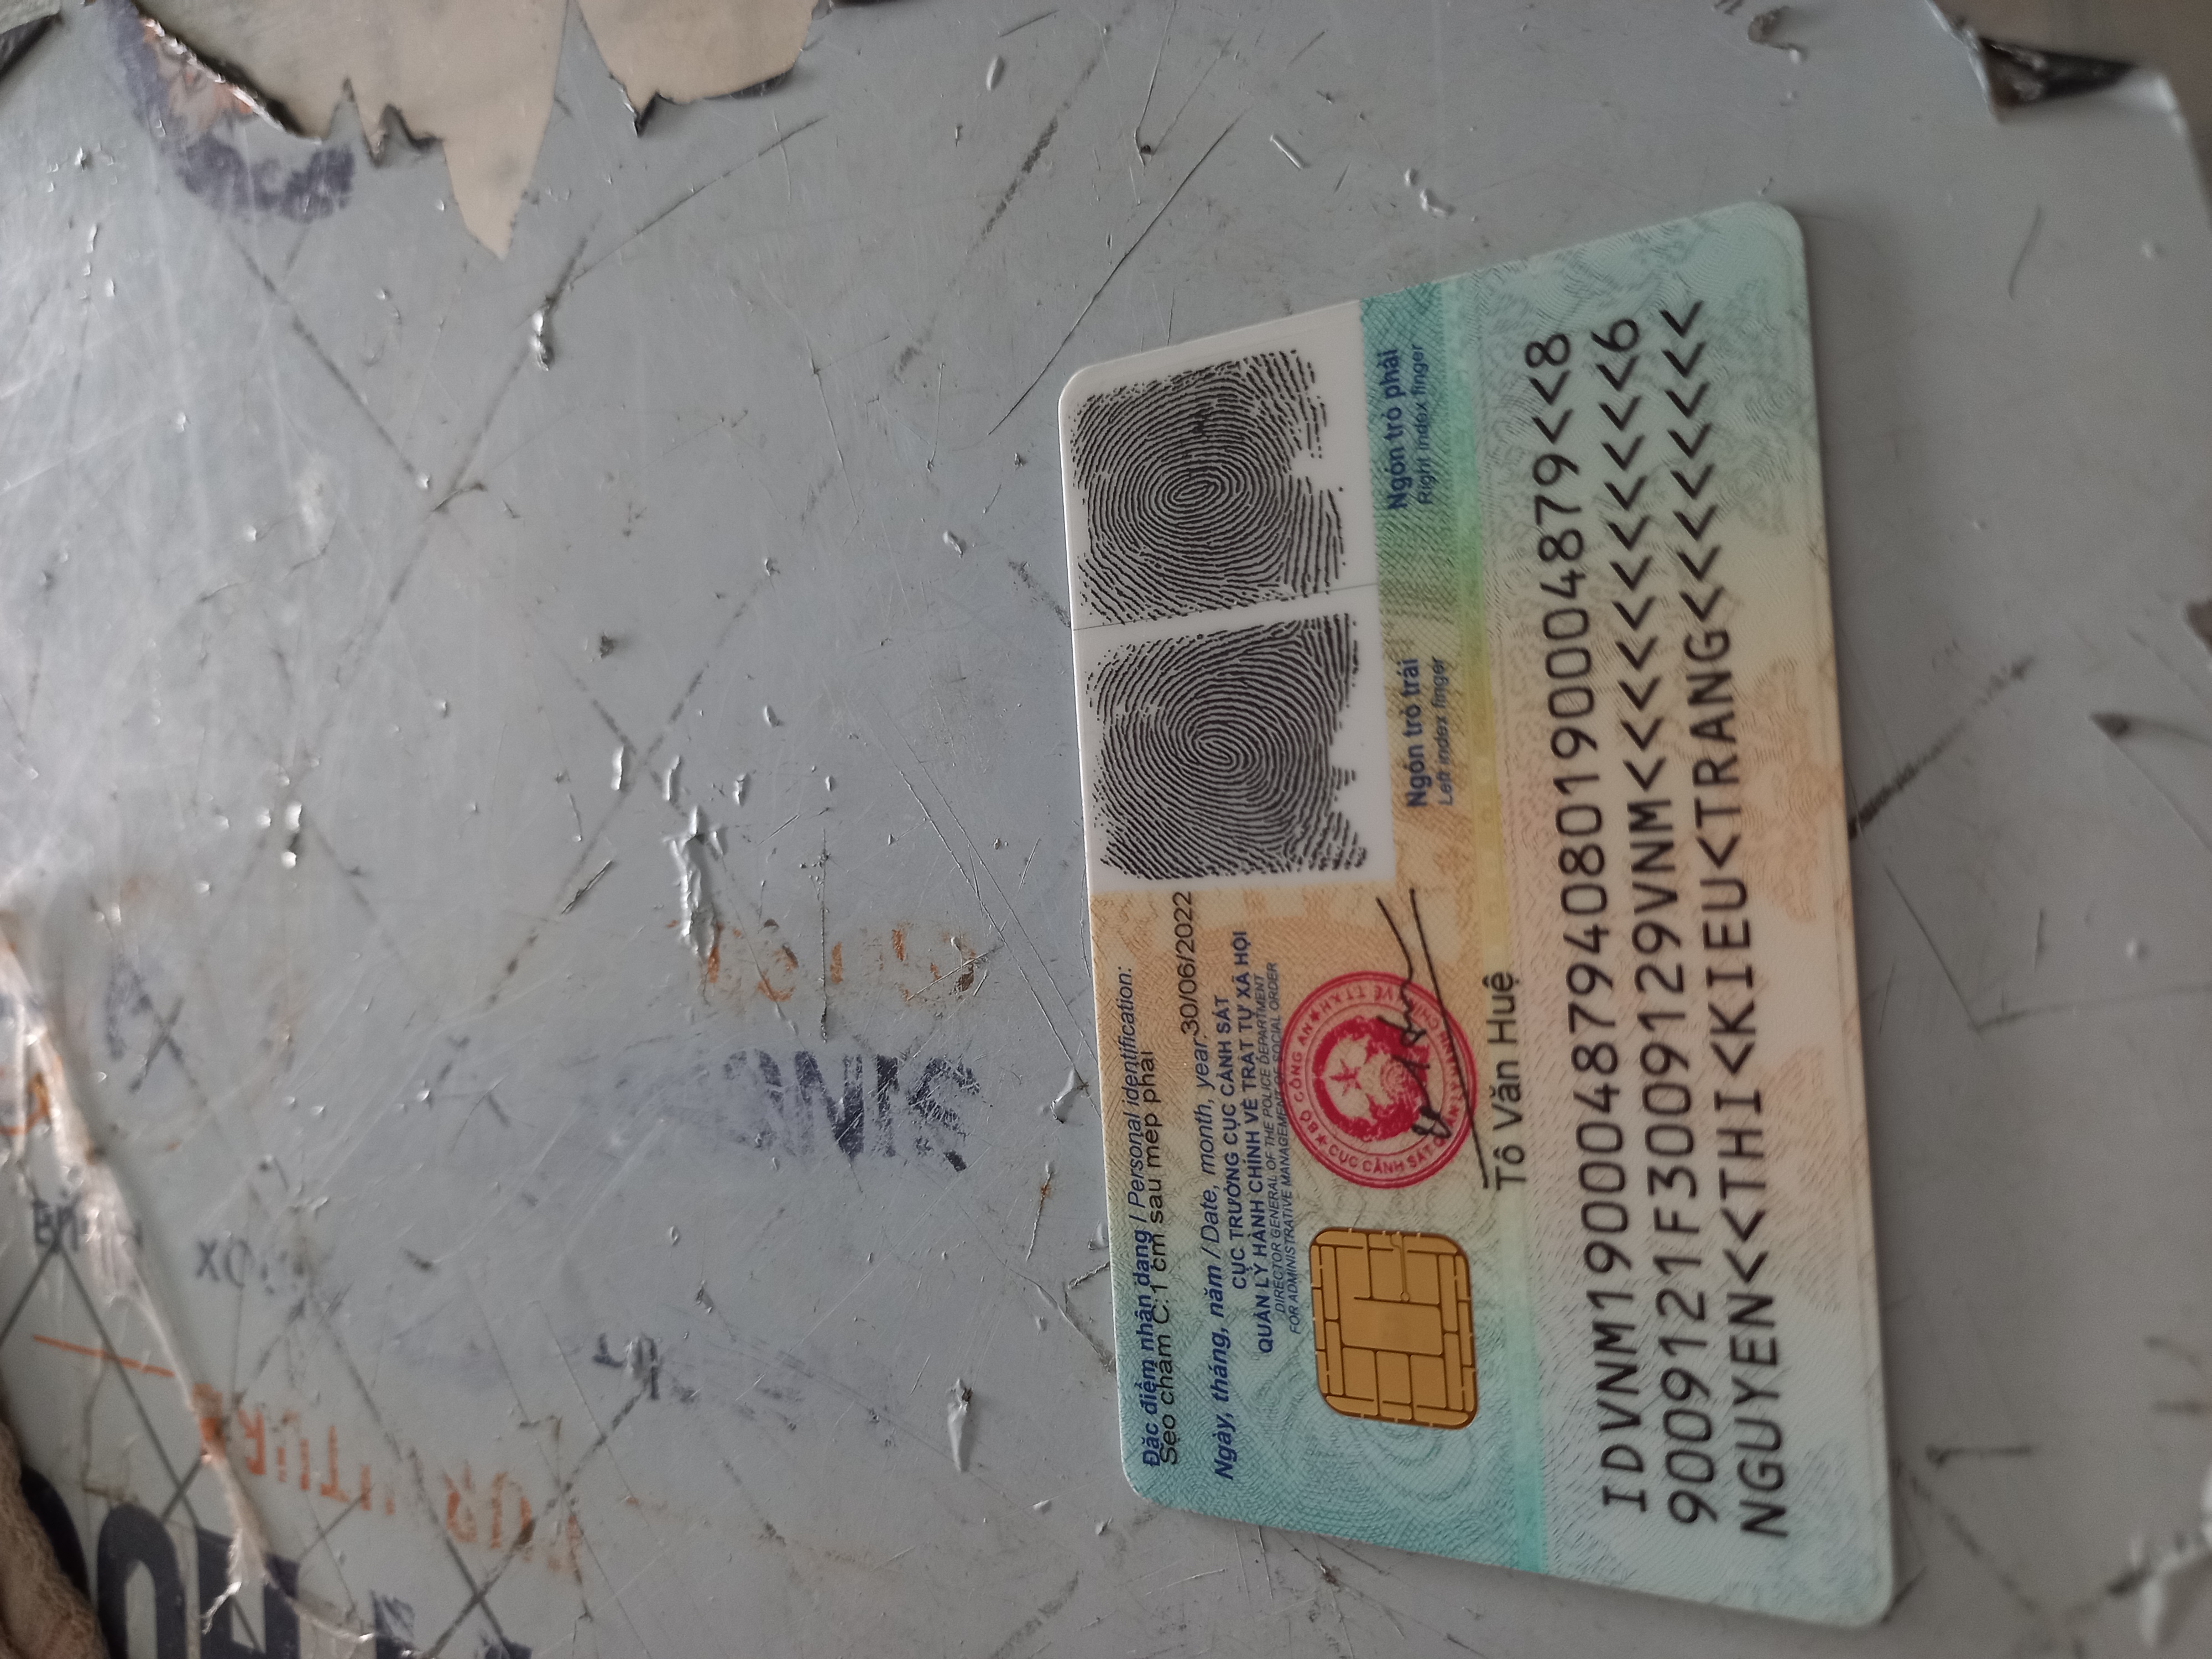 Đặc điểm nhân dạng / Personal identification:
Sẹo chấm C:1 cm sau mép phải
Ngày, tháng, năm / Date, month, year: 30/06/2022
CỤC TRƯỞNG CỤC CẢNH SÁT
QUẢN LÝ HÀNH CHÍNH VỀ TRẬT TỰ XÃ HỘI
DIRECTOR GENERAL OF THE POLICE DEPARTMENT
FOR ADMINISTRATIVE MANAGEMENT OF SOCIAL ORDER
BỘ CÔNG AN
Tô Văn Huệ
Ngón trỏ trái
Left index finger
Ngón trỏ phải
Right index finger
IDVNM1900048794080190004879<<8
9009121F3009129VNM<<<<<<<<<<<6
NGUYEN<<THI<KIEU<TRANG<<<<<<<<